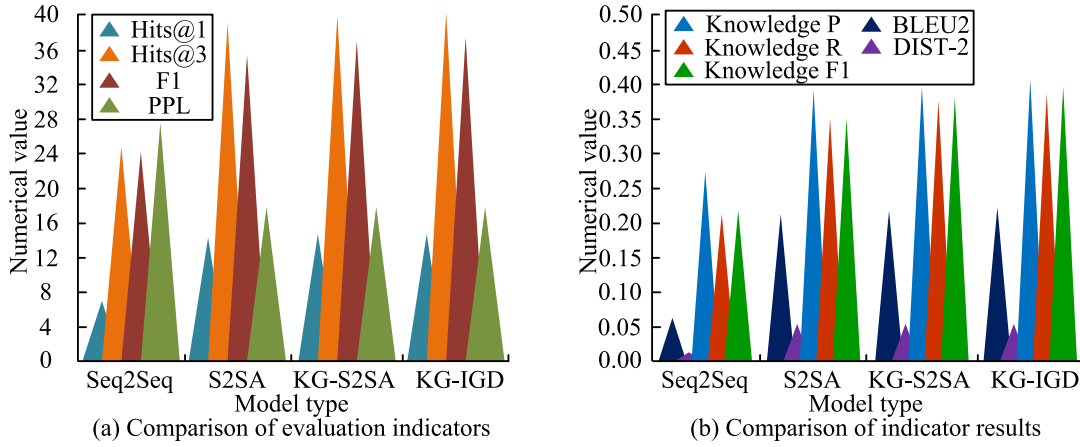 40
36
32
28
24
20
16
12
8
4
0
Numerical value
Hits@1
Hits@3
F1
PPL
Seq2Seq S2SA KG-S2SA KG-IGD
Model type
(a) Comparison of evaluation indicators
0.50
0.45
0.40
0.35
0.30
0.25
0.20
0.15
0.10
0.05
0.00
Numerical value
Knowledge P BLEU2
Knowledge R DIST-2
Knowledge F1
Seq2Seq S2SA KG-S2SA KG-IGD
Model type
(b) Comparison of indicator results